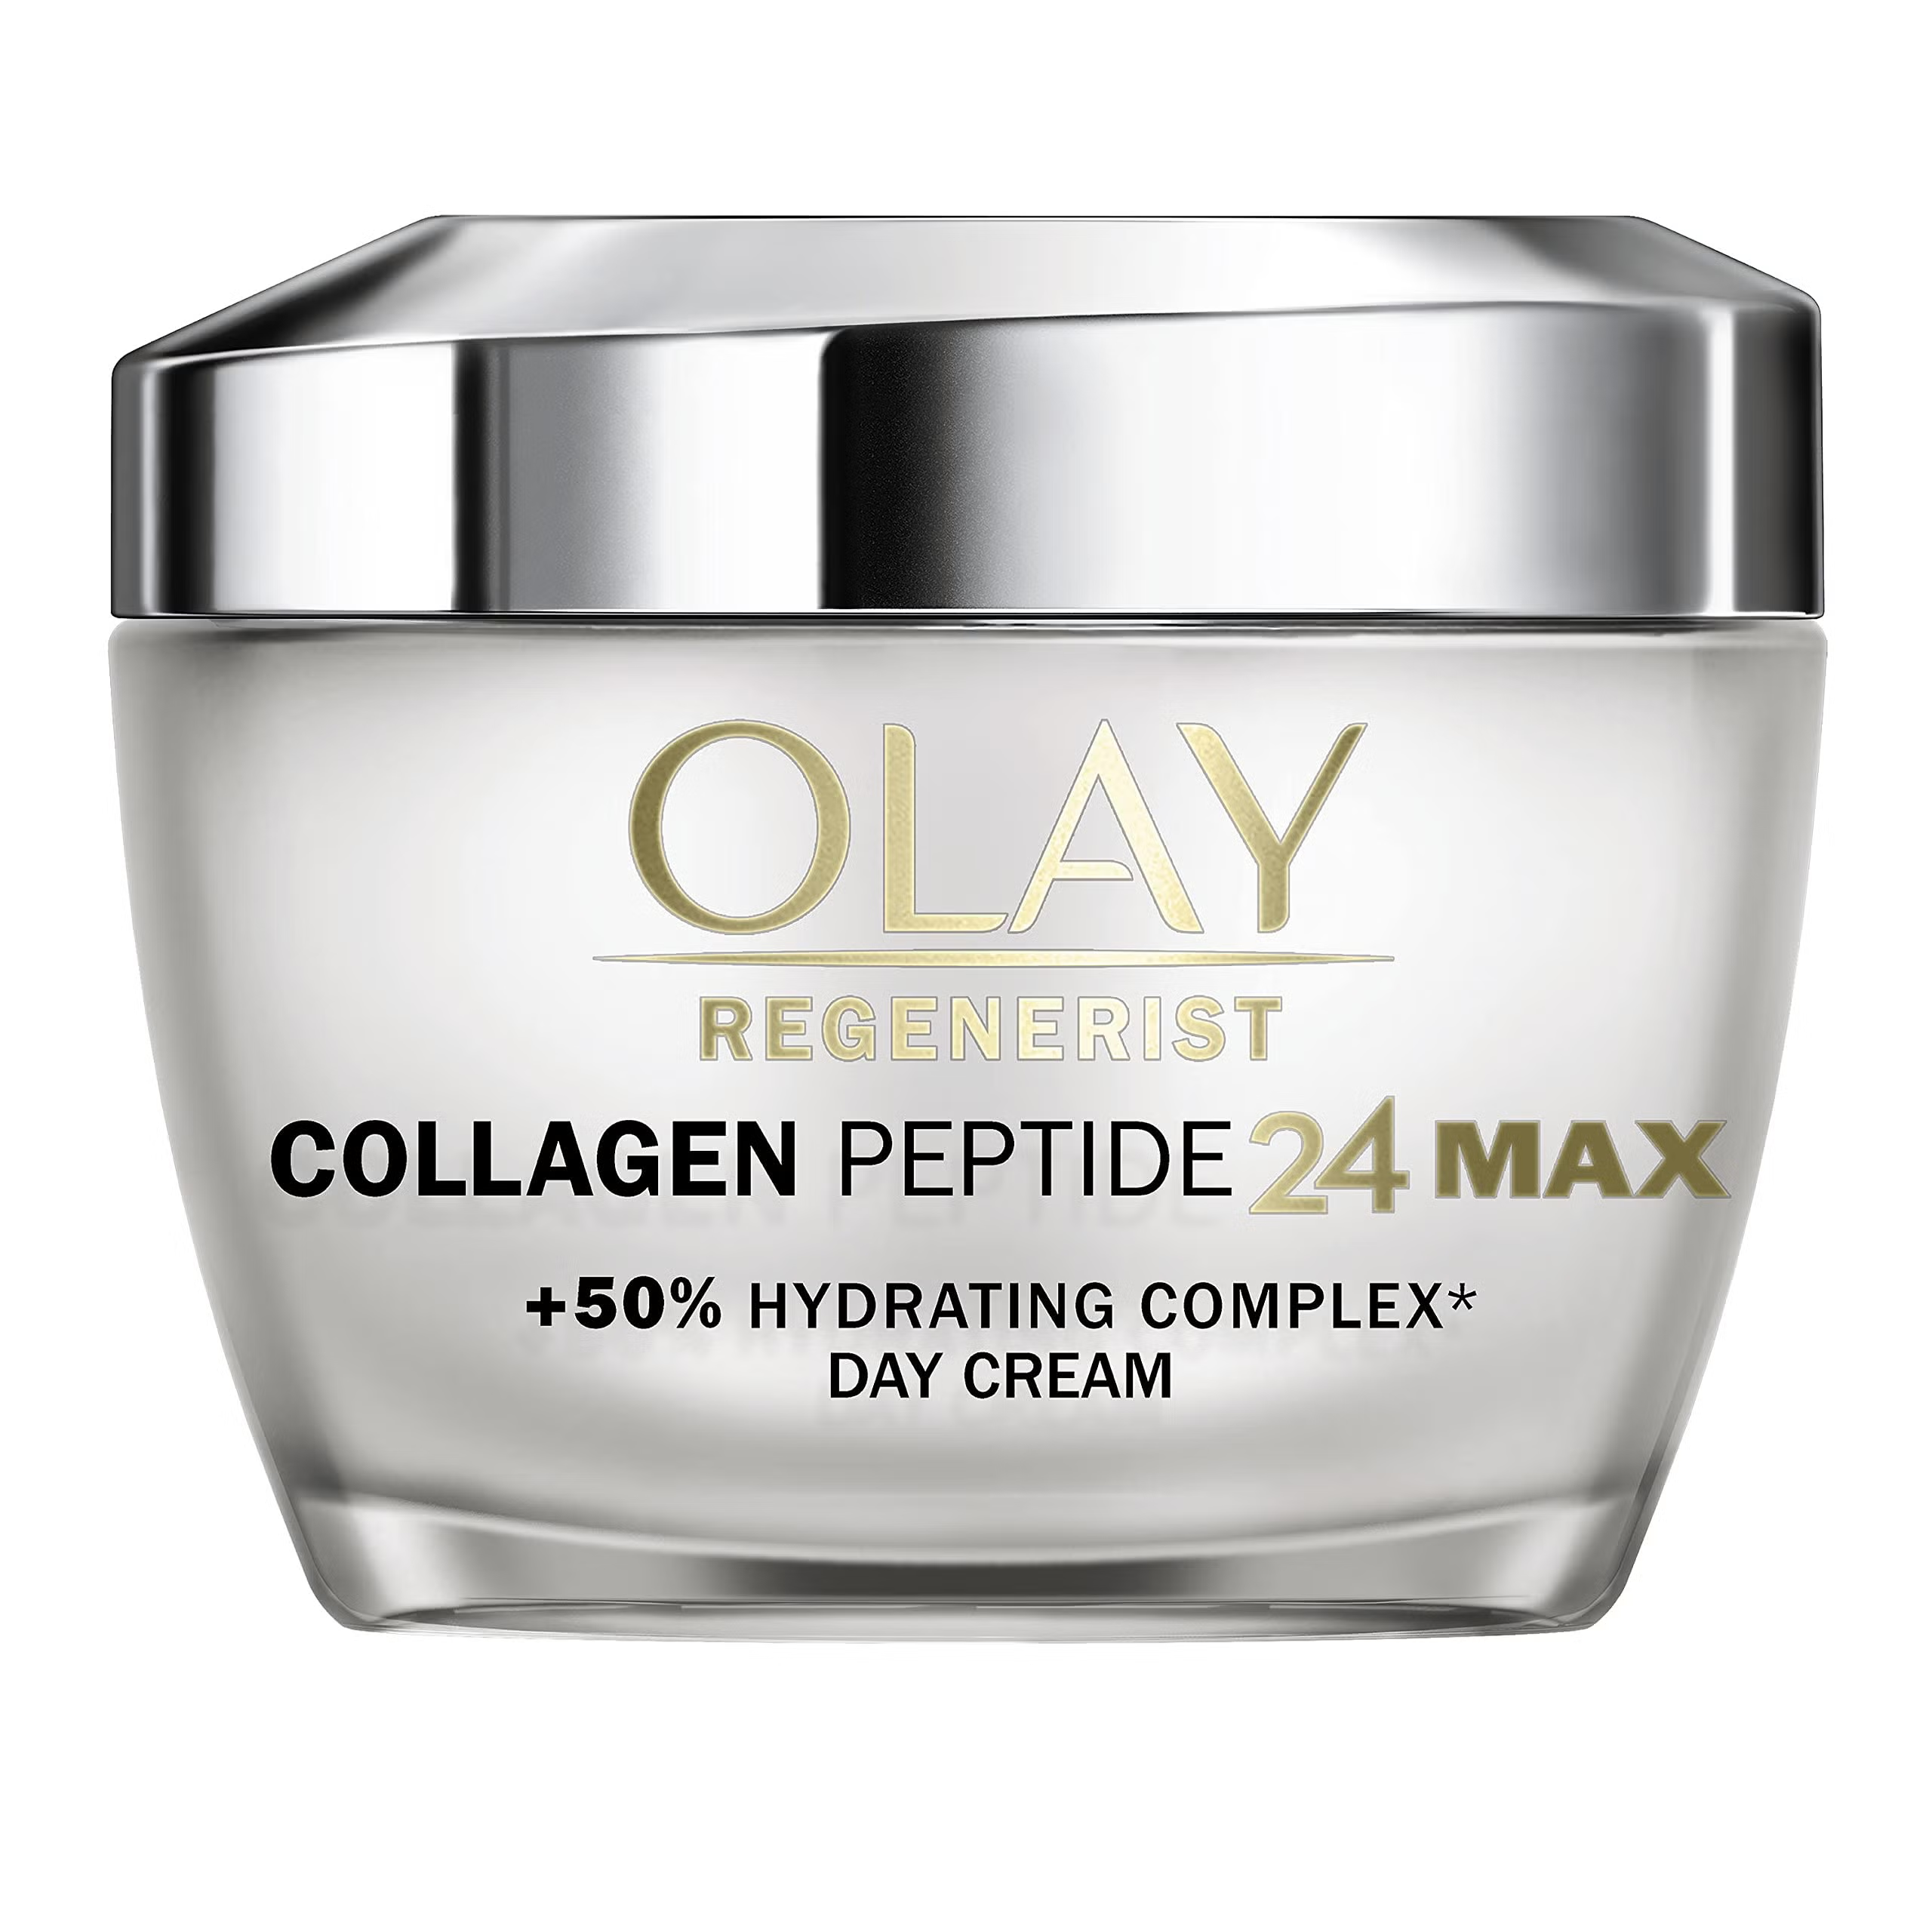 OLAY
REGENERIST
COLLAGEN PEPTIDE 24 MAX
+50% HYDRATING COMPLEX*
DAY CREAM